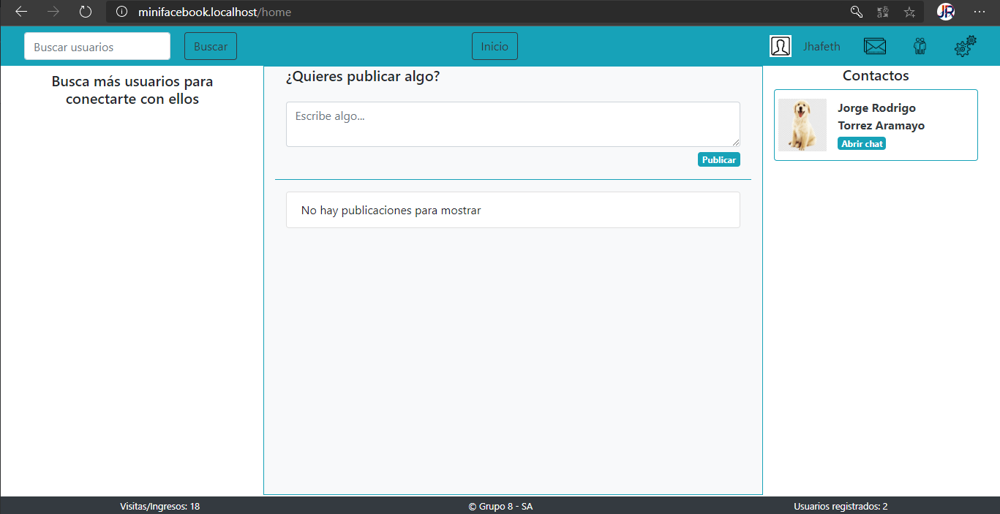 minifacebook.localhost/home
JR
Buscar usuarios
Buscar
Inicio
Jhafeth
Busca más usuarios para
conectarte con ellos
¿Quieres publicar algo?
Escribe algo...
Publicar
No hay publicaciones para mostrar
Contactos
Jorge Rodrigo
Torrez Aramayo
Abrir chat
Visitas/Ingresos: 18
© Grupo 8 - SA
Usuarios registrados: 2